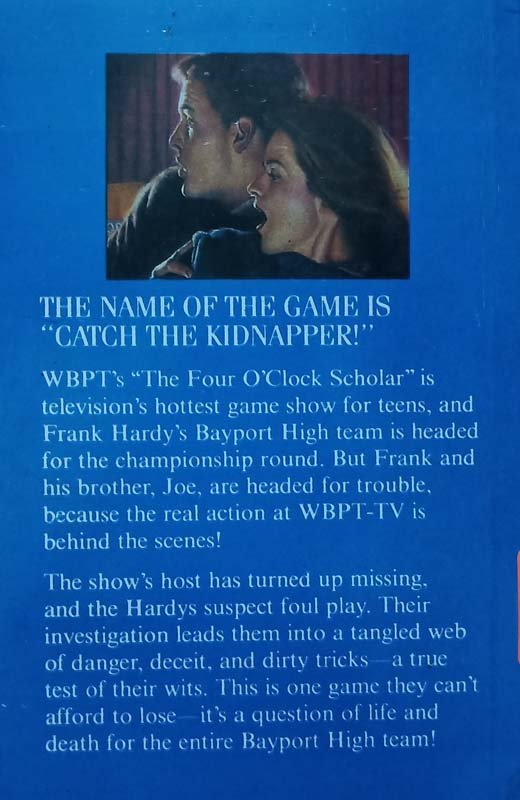 THE NAME OF THE GAME IS
“CATCH THE KIDNAPPER!”
WBPT's “The Four O'Clock Scholar” is
television's hottest game show for teens, and
Frank Hardy's Bayport High team is headed
for the championship round. But Frank and
his brother, Joe, are headed for trouble,
because the real action at WBPT-TV is
behind the scenes!
The show's host has turned up missing,
and the Hardys suspect foul play. Their
investigation leads them into a tangled web
of danger, deceit, and dirty tricks—a true
test of their wits. This is one game they can't
afford to lose—it's a question of life and
death for the entire Bayport High team!